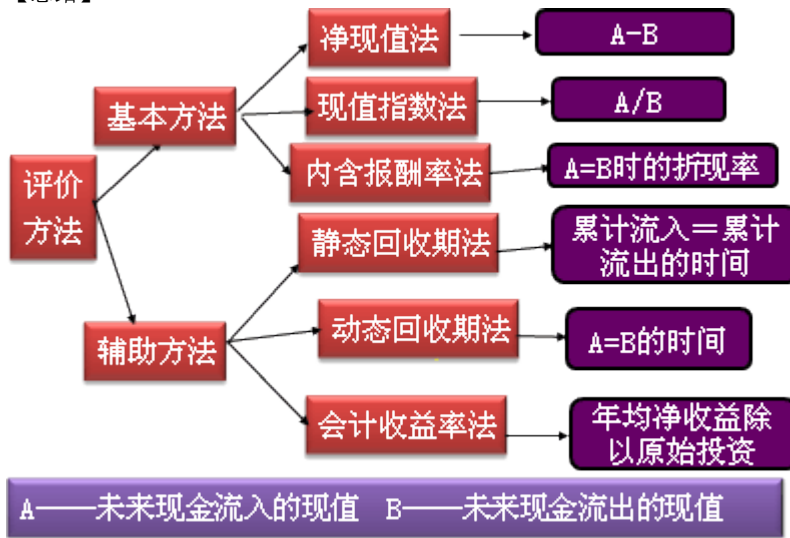 【总结】
评价
方法
基本方法
净现值法
A-B
现值指数法
A/B
内含报酬率法
A=B时的折现率
辅助方法
静态回收期法
累计流入＝累计
流出的时间
动态回收期法
A=B的时间
会计收益率法
年均净收益除
以原始投资
A——未来现金流入的现值 B——未来现金流出的现值